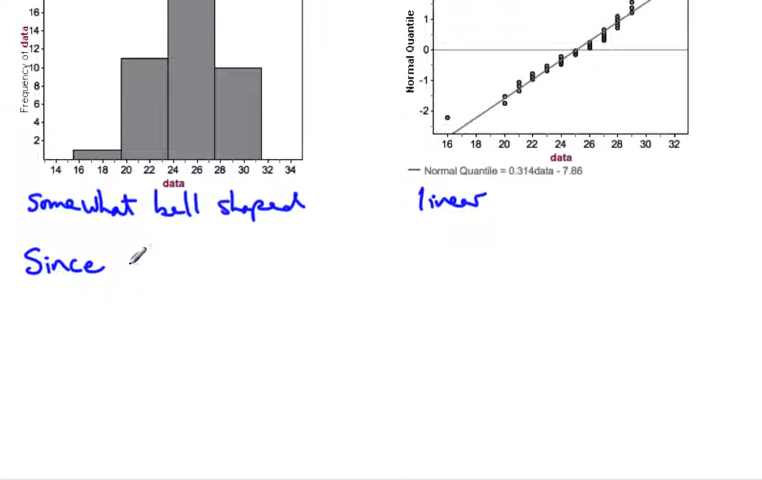 16
14
12
10
8
6
4
2
Frequency of data
14 16 18 20 22 24 26 28 30 32 34
data
1
0
-1
-2
Normal Quantile
16 18 20 22 24 26 28 30 32
data
Normal Quantile = 0.314data - 7.86
Somewhat bell shaped
linear
Since